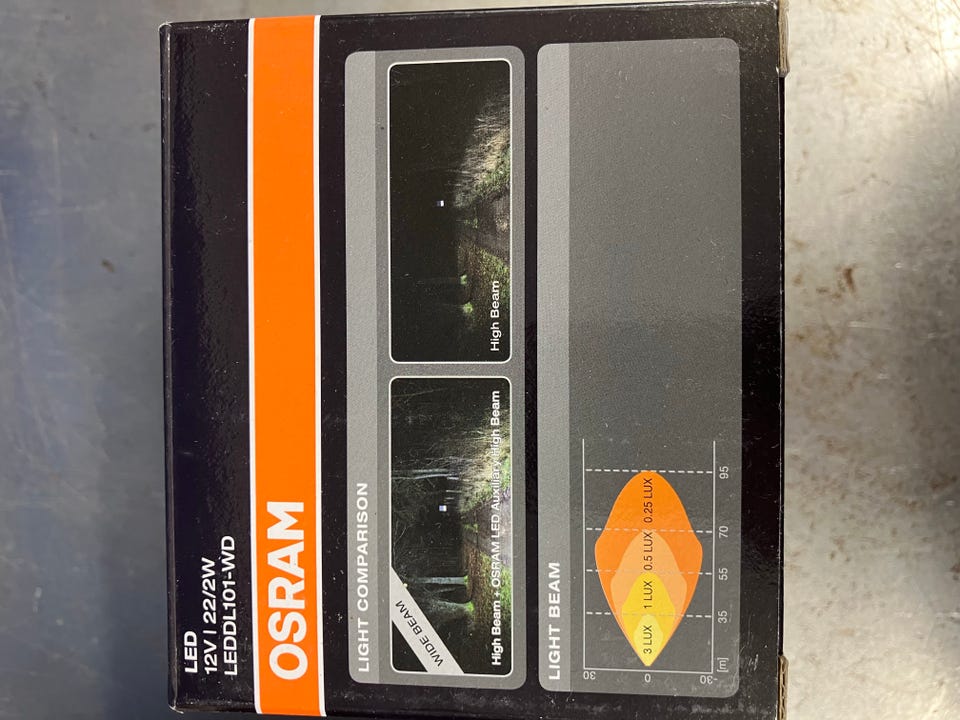 LED
12V | 22/2W
LEDDL101-WD
OSRAM
LIGHT COMPARISON
WIDE BEAM
High Beam + OSRAM LED Auxiliary High Beam
High Beam
LIGHT BEAM
30
0
-30
3 LUX 1 LUX 0.5 LUX 0.25 LUX
[m] 35 55 70 95